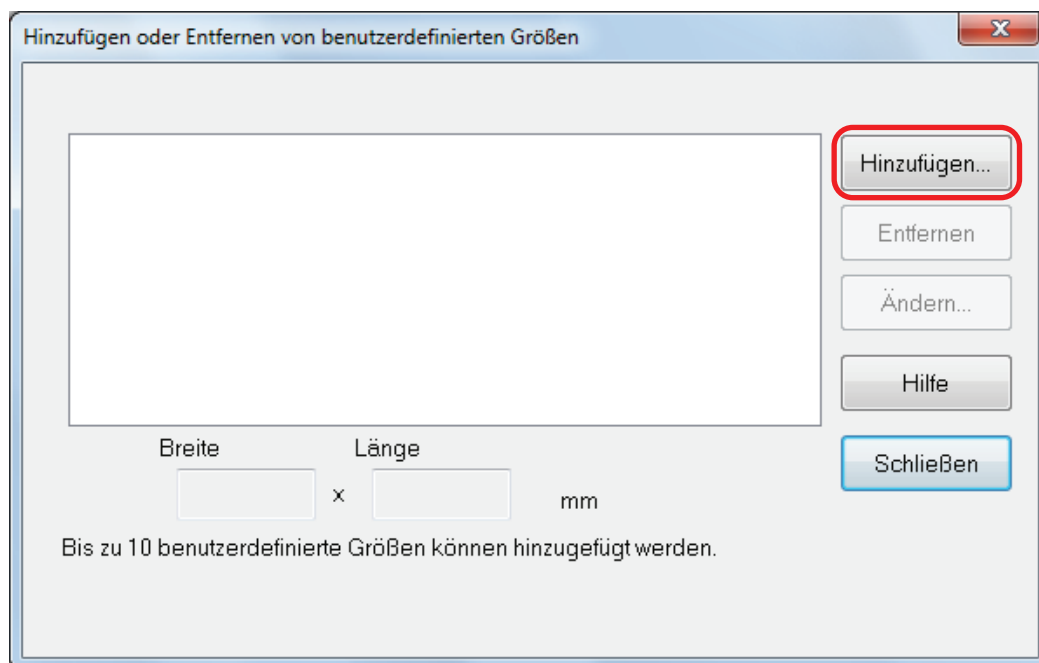 Hinzufügen oder Entfernen von benutzerdefinierten Größen
Hinzufügen...
Entfernen
Ändern...
Hilfe
Schließen
Breite Länge
x mm
Bis zu 10 benutzerdefinierte Größen können hinzugefügt werden.